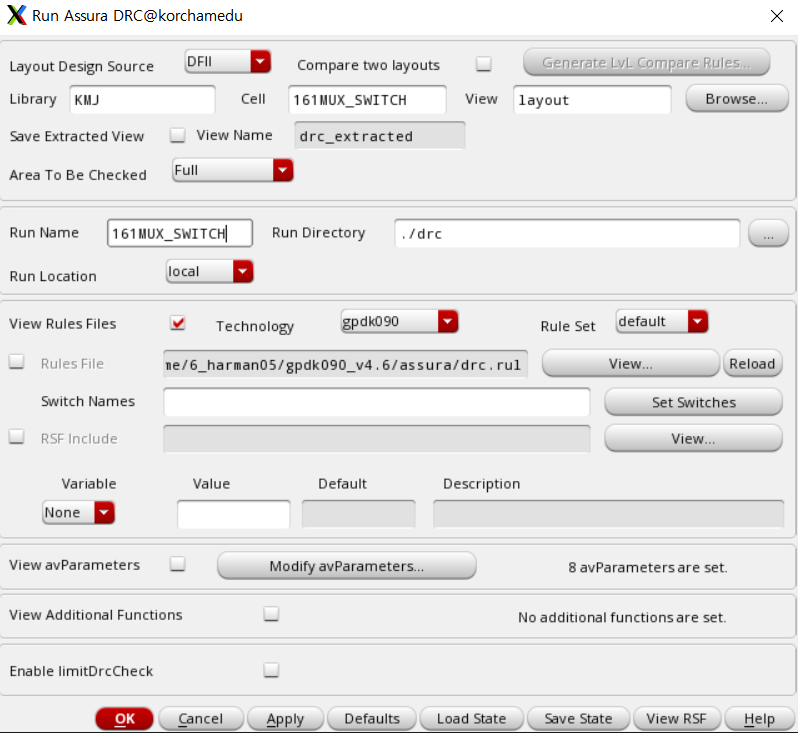 Run Assura DRC@korchamedu
Layout Design Source DFII Compare two layouts Generate LvL Compare Rules...
Library KMJ Cell 161MUX_SWITCH View layout Browse...
Save Extracted View View Name drc_extracted
Area To Be Checked Full
Run Name 161MUX_SWITCH Run Directory ./drc ...
Run Location local
View Rules Files Technology gpdk090 Rule Set default
Rules File me/6_harman05/gpdk090_v4.6/assura/drc.rul View... Reload
Switch Names Set Switches
RSF Include View...
Variable Value Default Description
None
View avParameters Modify avParameters... 8 avParameters are set.
View Additional Functions No additional functions are set.
Enable limitDrcCheck
OK Cancel Apply Defaults Load State Save State View RSF Help